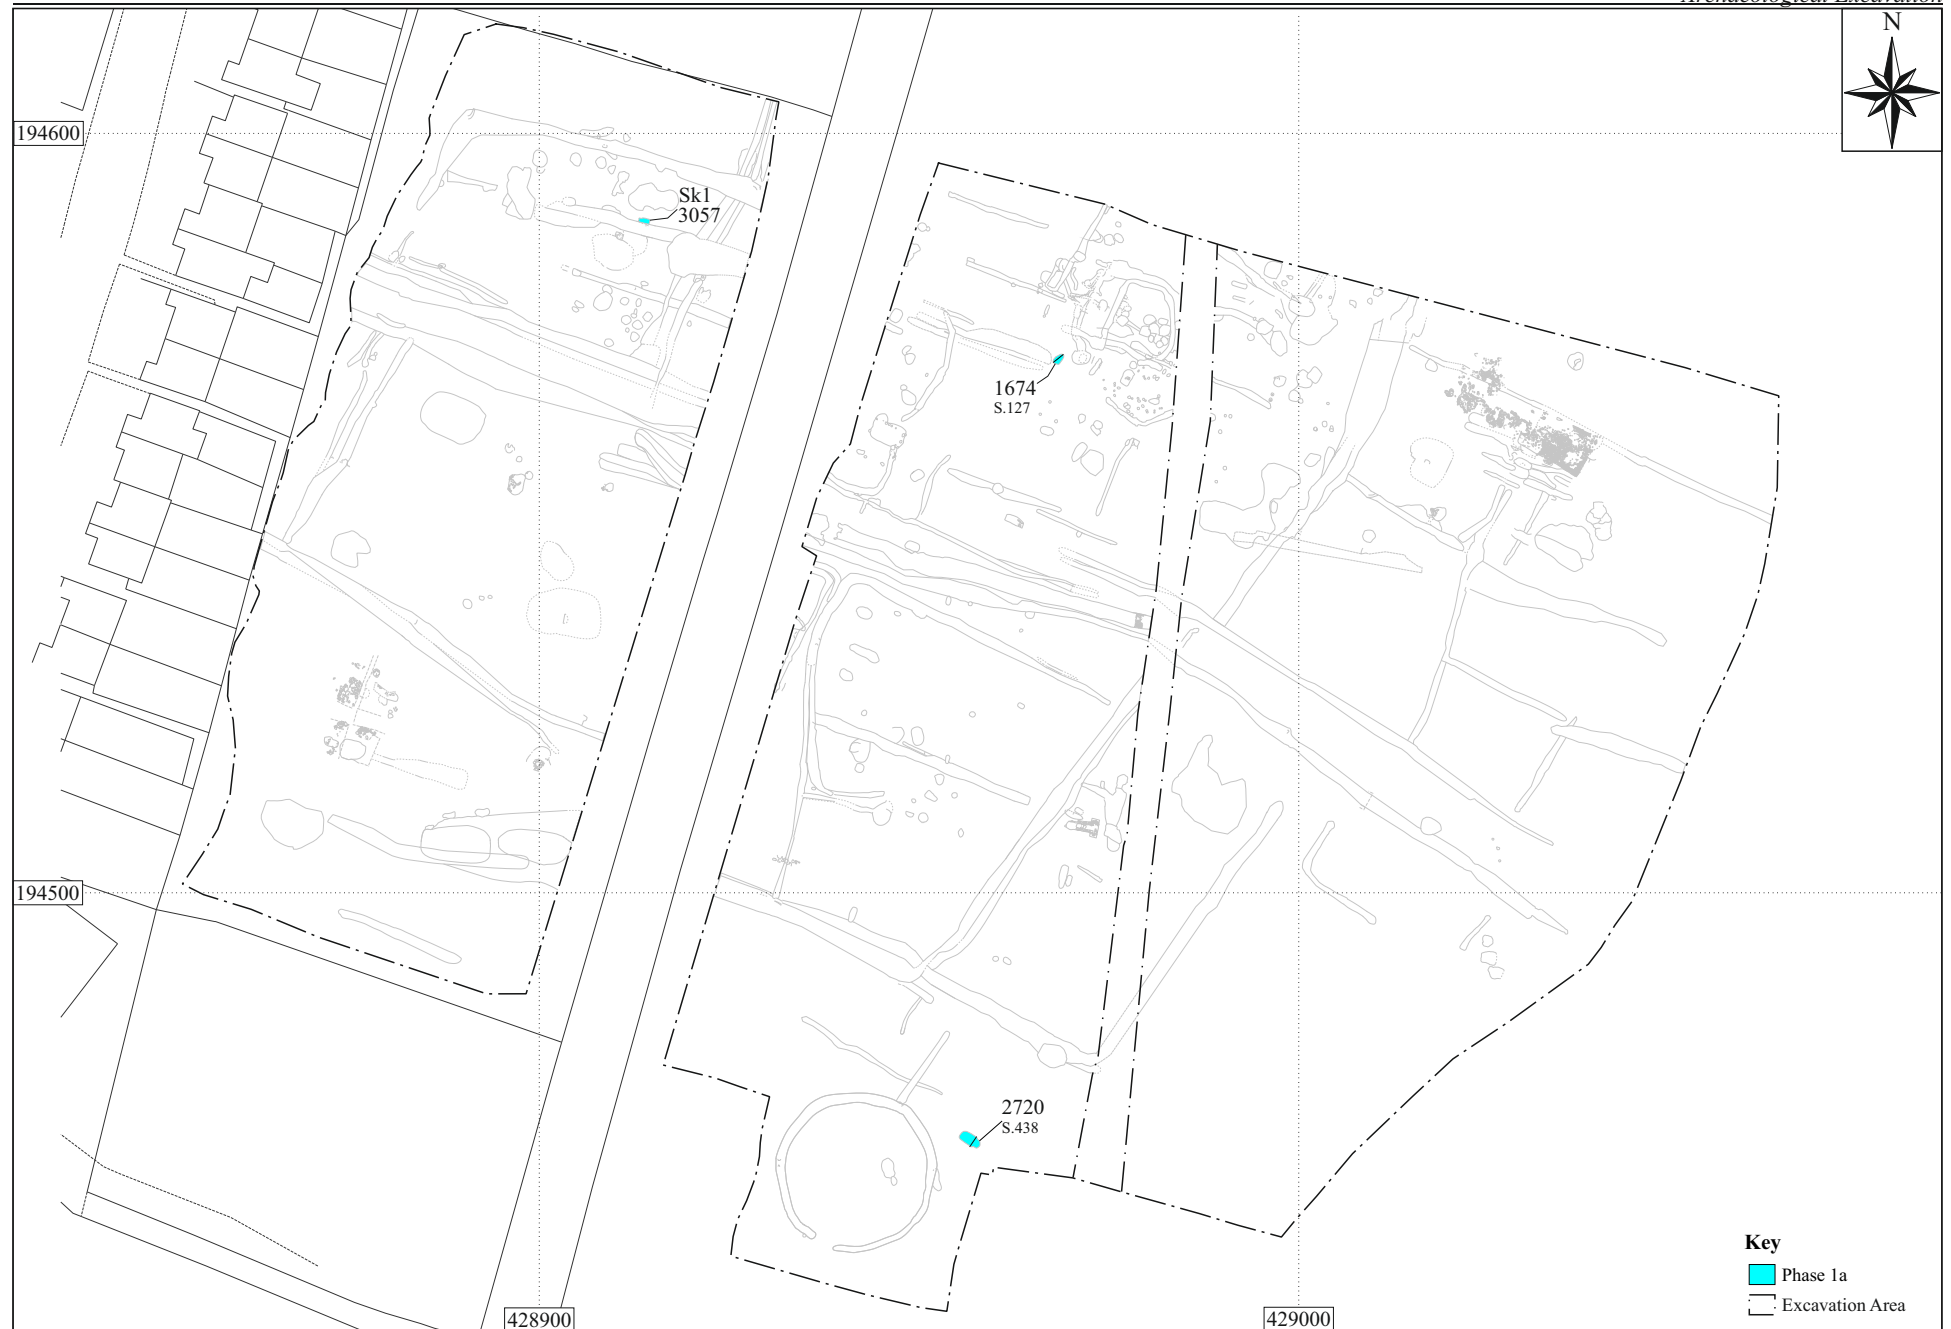 Archaeological Excavation
N
194600
Sk1
3057
1674
S.127
194500
2720
S.438
Key
Phase 1a
Excavation Area
428900
429000